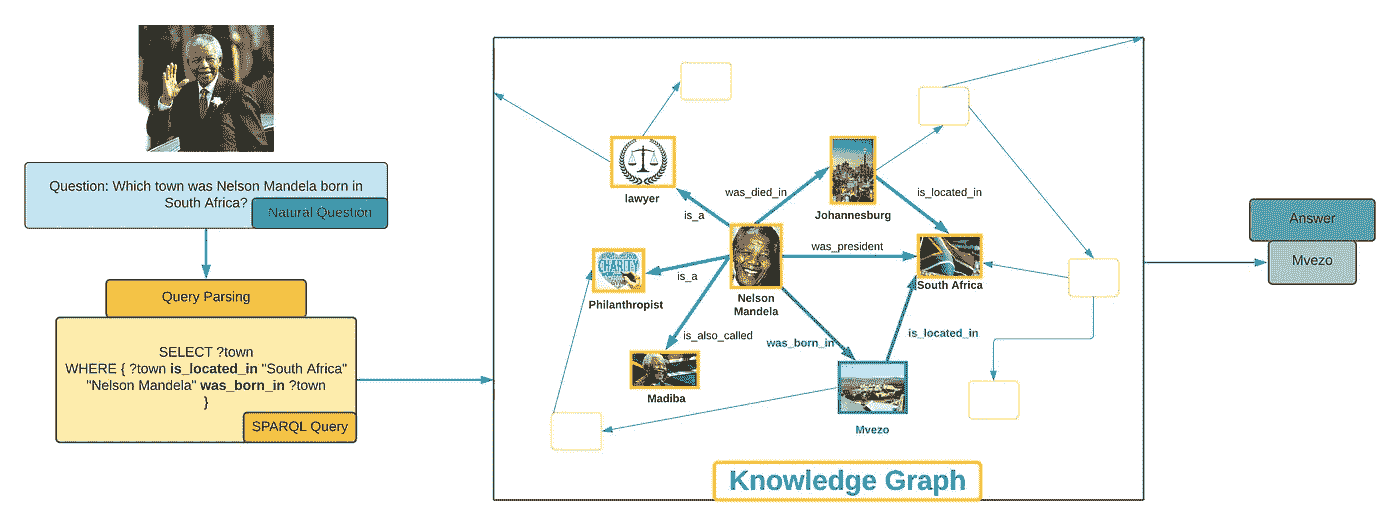 Question: Which town was Nelson Mandela born in
South Africa?
Natural Question
Query Parsing
SELECT ?town
WHERE { ?town is_located_in "South Africa"
"Nelson Mandela" was_born_in ?town
}
SPARQL Query
lawyer
was_died_in
is_located_in
Johannesburg
is_a
was_president
CHARITY
is_a
South Africa
Philanthropist
Nelson
Mandela
is_also_called
was_born_in
is_located_in
Madiba
Mvezo
Knowledge Graph
Answer
Mvezo